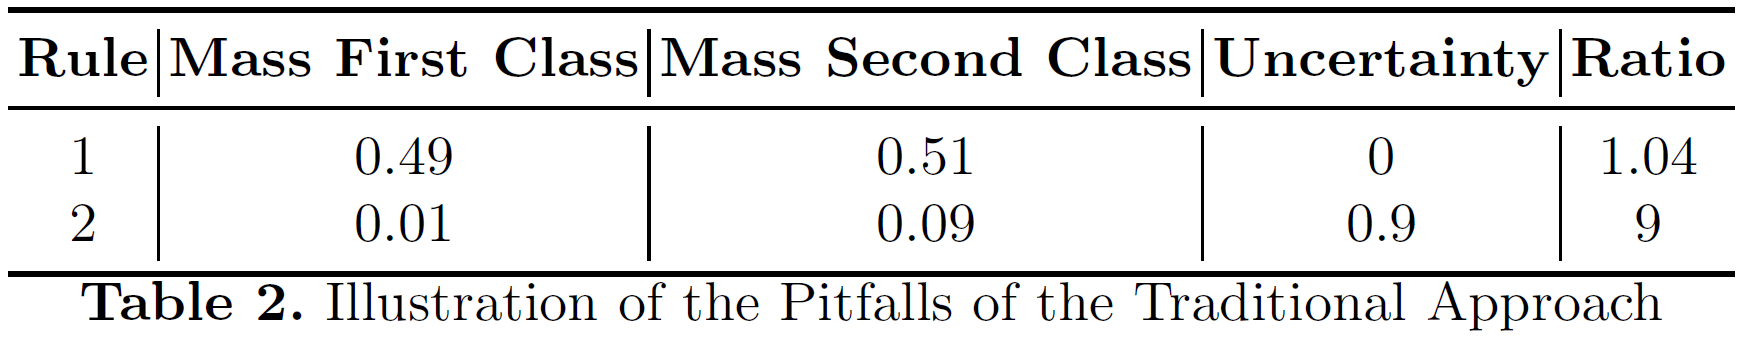 Rule Mass First Class Mass Second Class Uncertainty Ratio
1 0.49 0.51 0 1.04
2 0.01 0.09 0.9 9
Table 2. Illustration of the Pitfalls of the Traditional Approach